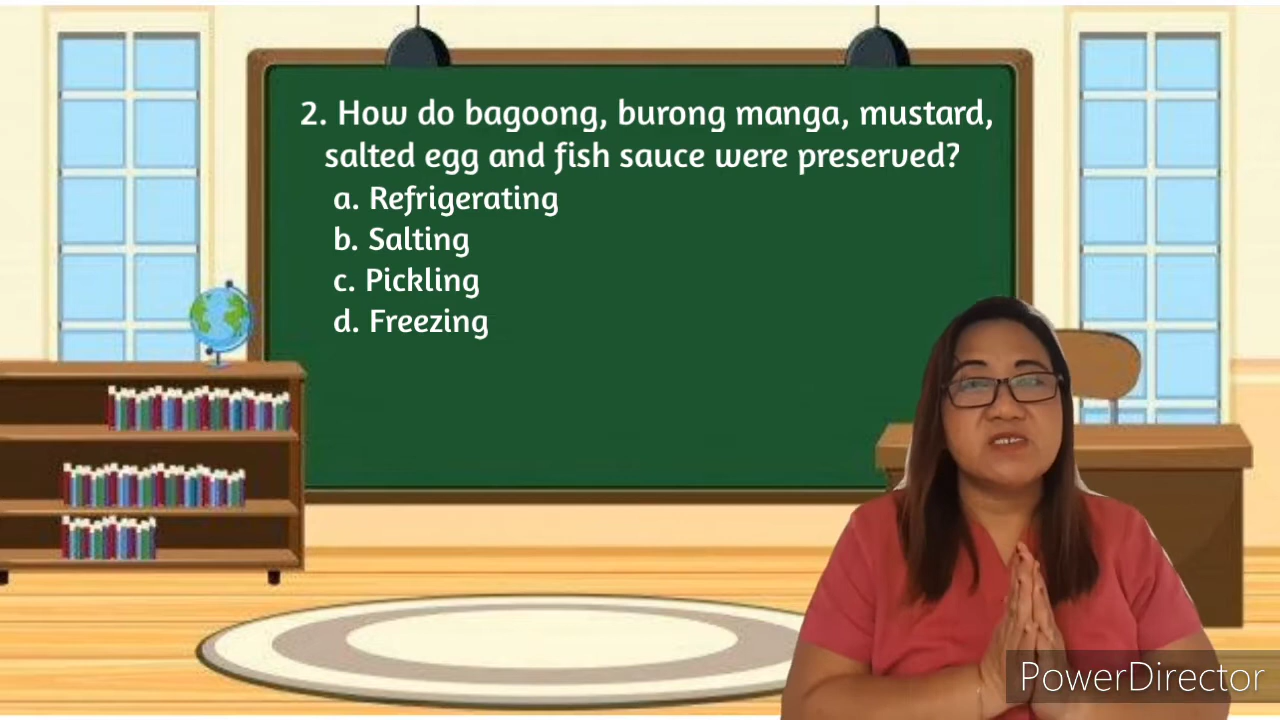 2. How do bagoong, burong manga, mustard,
salted egg and fish sauce were preserved?
a. Refrigerating
b. Salting
c. Pickling
d. Freezing
PowerDirector